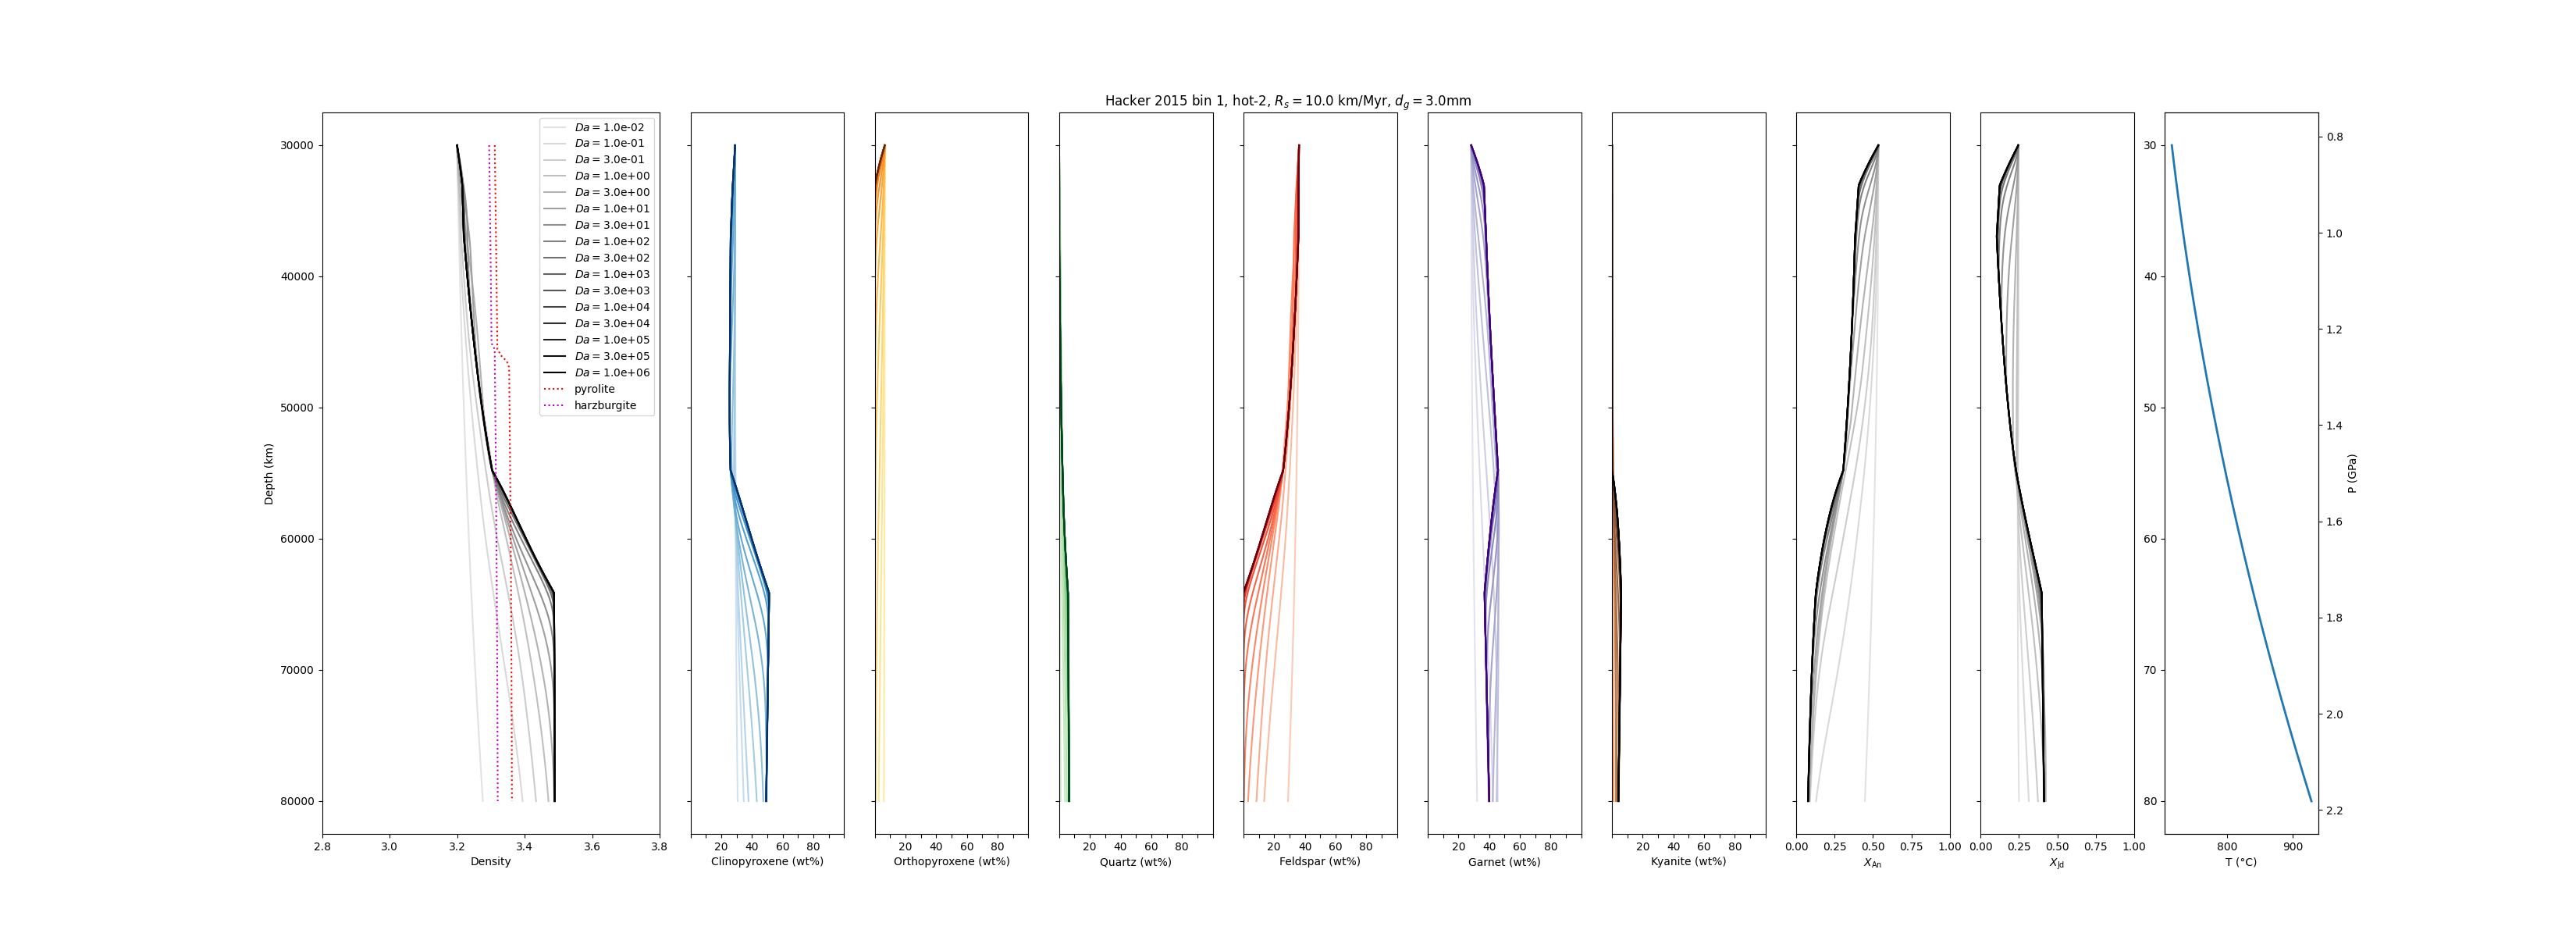 Hacker 2015 bin 1, hot-2, R_s = 10.0 km/Myr, d_g = 3.0mm
Depth (km)
30000
40000
50000
60000
70000
80000
2.8 3.0 3.2 3.4 3.6 3.8
Density
Da = 1.0e-02
Da = 1.0e-01
Da = 3.0e-01
Da = 1.0e+00
Da = 3.0e+00
Da = 1.0e+01
Da = 3.0e+01
Da = 1.0e+02
Da = 3.0e+02
Da = 1.0e+03
Da = 3.0e+03
Da = 1.0e+04
Da = 3.0e+04
Da = 1.0e+05
Da = 3.0e+05
Da = 1.0e+06
pyrolite
harzburgite
20 40 60 80
Clinopyroxene (wt%)
20 40 60 80
Orthopyroxene (wt%)
20 40 60 80
Quartz (wt%)
20 40 60 80
Feldspar (wt%)
20 40 60 80
Garnet (wt%)
20 40 60 80
Kyanite (wt%)
0.00 0.25 0.50 0.75 1.00
X_An
0.00 0.25 0.50 0.75 1.00
X_Jd
30
40
50
60
70
80
800 900
T (°C)
0.8
1.0
1.2
1.4
1.6
1.8
2.0
2.2
P (GPa)